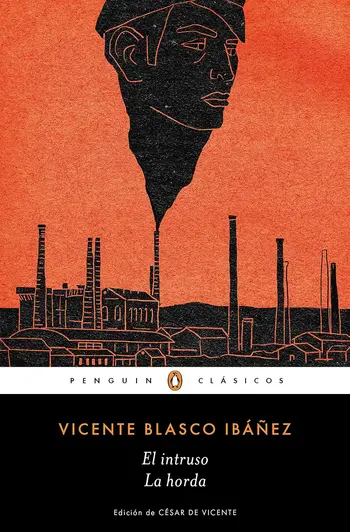 PENGUIN CLÁSICOS
VICENTE BLASCO IBÁÑEZ
El intruso
La horda
Edición de CÉSAR DE VICENTE